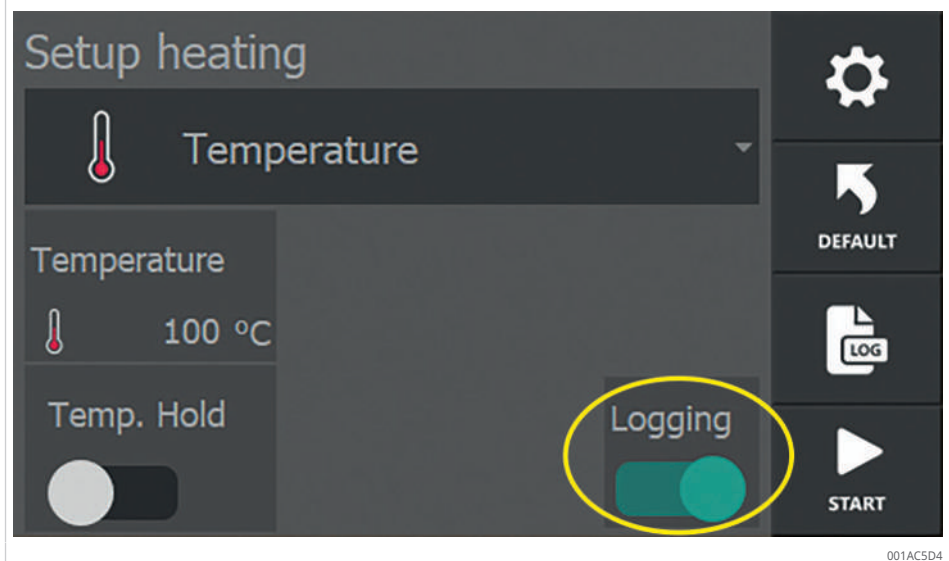 Setup heating
Temperature
DEFAULT
Temperature
100 °C
LOG
Temp. Hold
Logging
START
001AC5D4